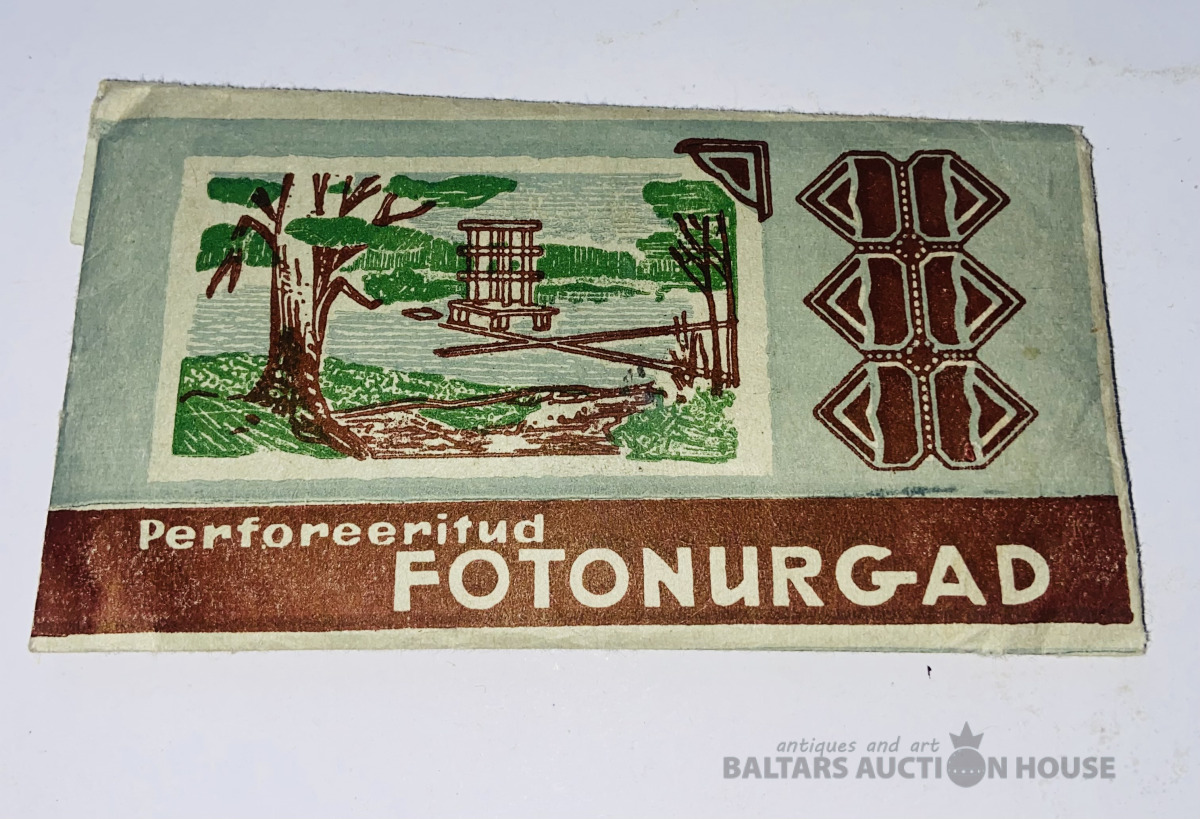 Perforeeritud
FOTONURGAD
antiques and art
BALTARS AUCTION HOUSE